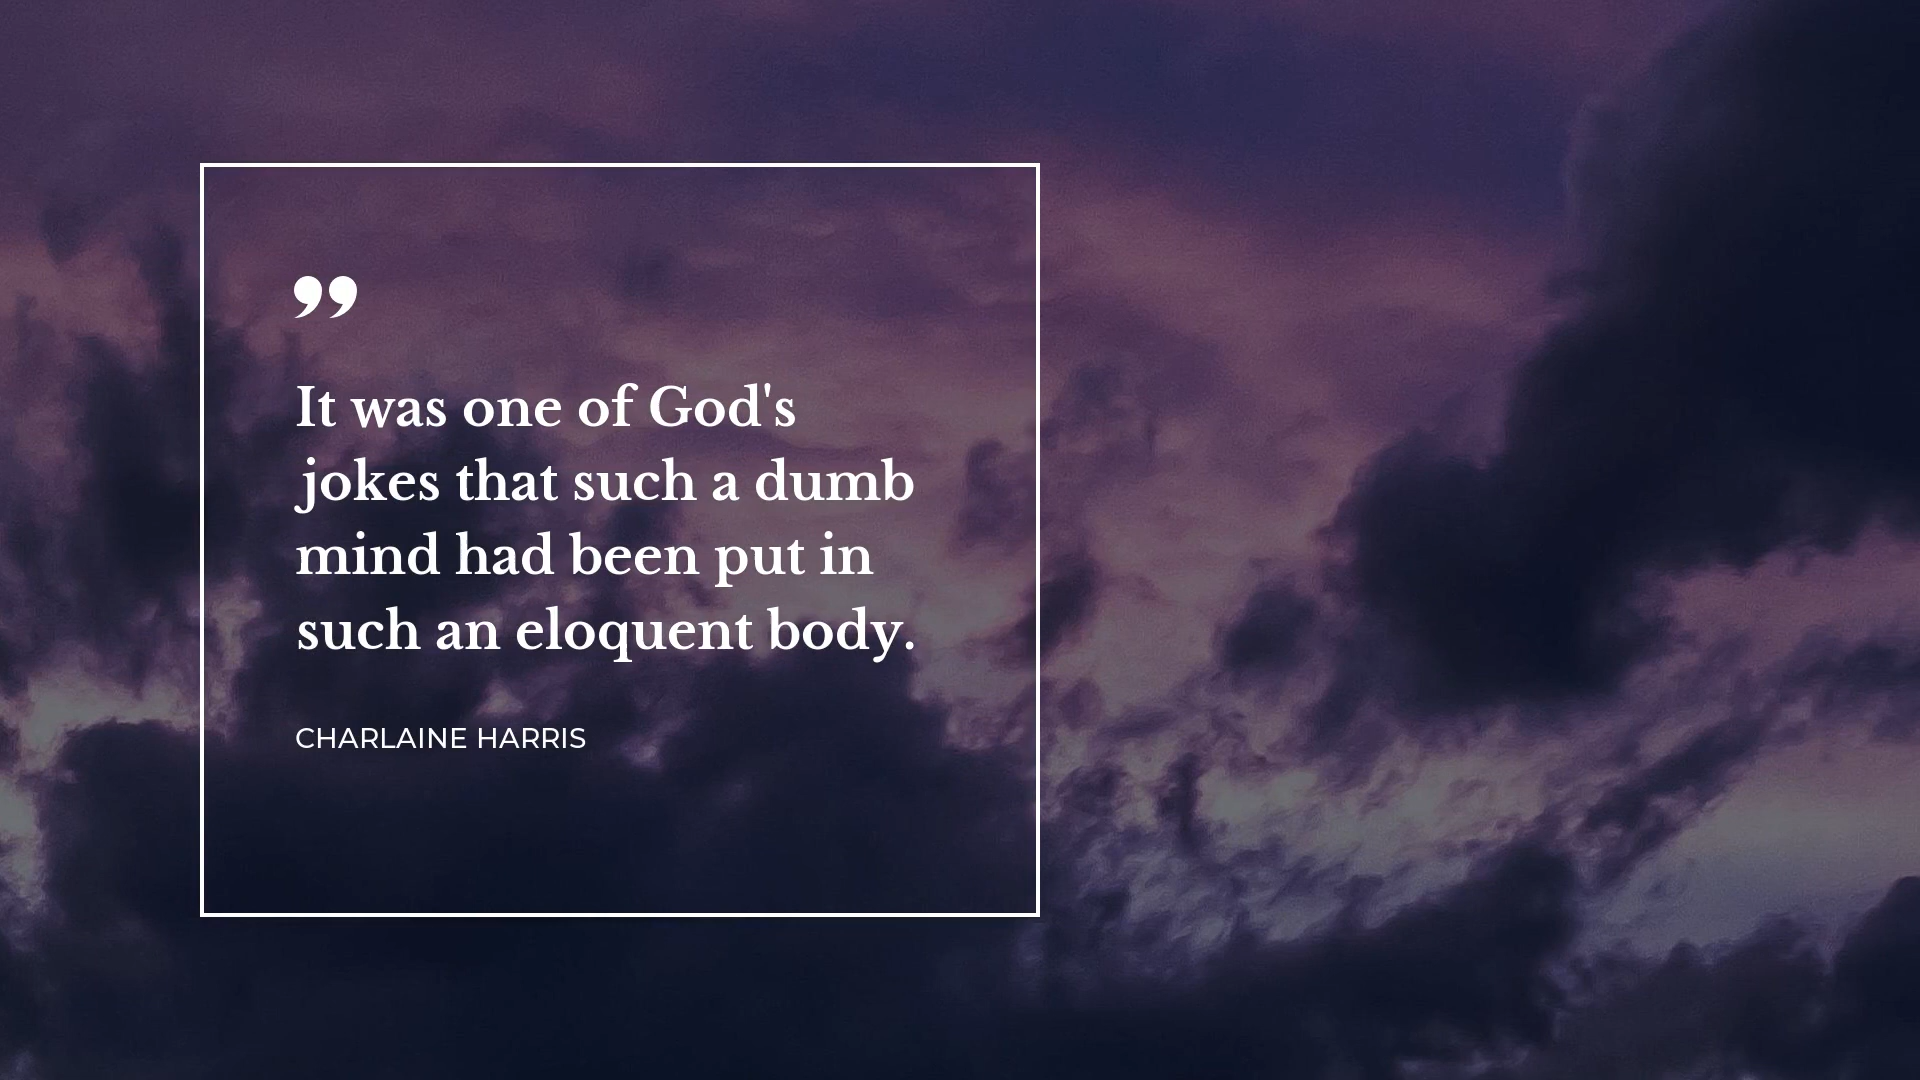 ”
It was one of God's
jokes that such a dumb
mind had been put in
such an eloquent body.
CHARLAINE HARRIS